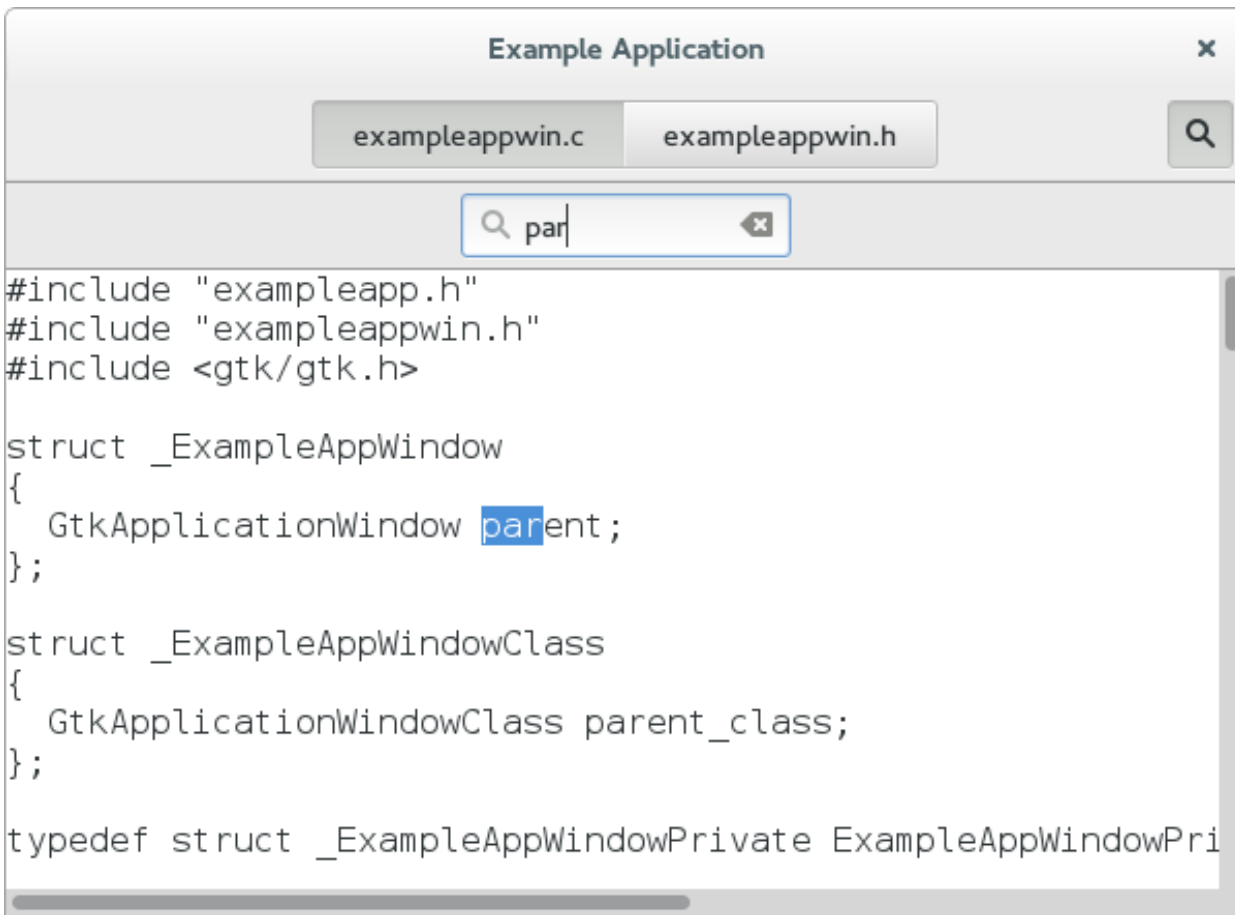 Example Application
exampleappwin.c exampleappwin.h
par
#include "exampleapp.h"
#include "exampleappwin.h"
#include <gtk/gtk.h>
struct _ExampleAppWindow
{
  GtkApplicationWindow parent;
};
struct _ExampleAppWindowClass
{
  GtkApplicationWindowClass parent_class;
};
typedef struct _ExampleAppWindowPrivate ExampleAppWindowPri